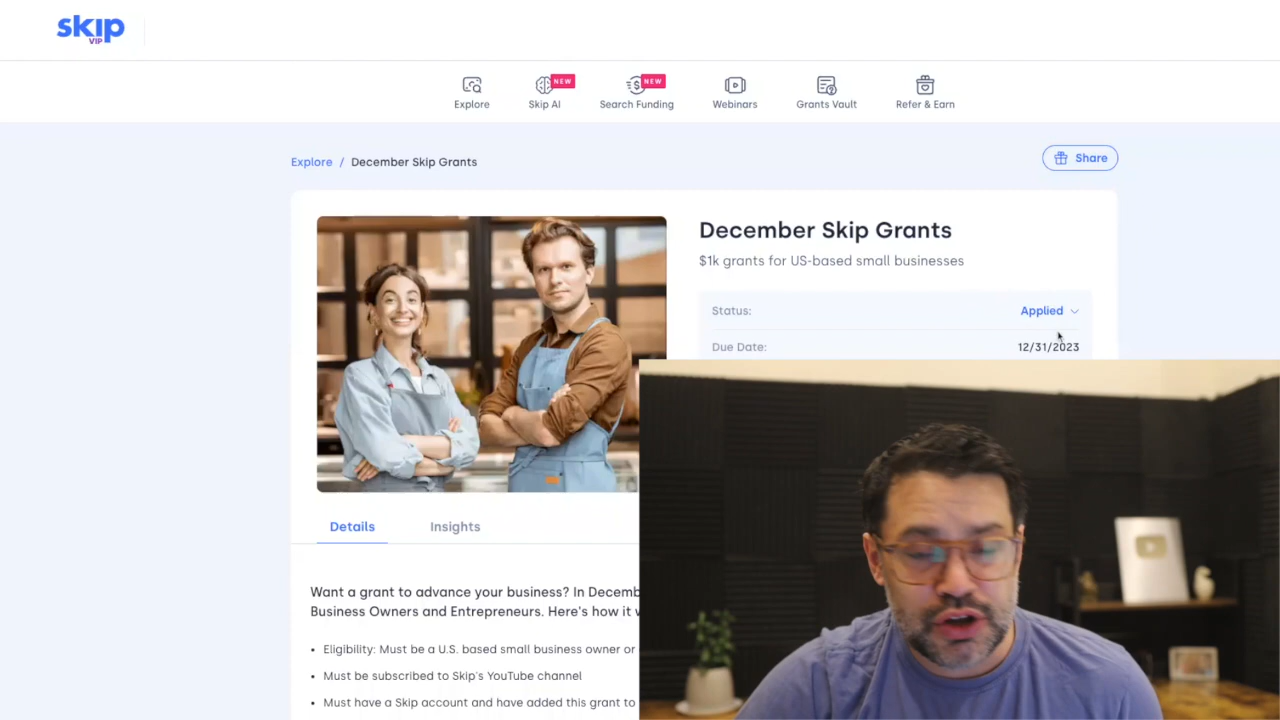 skip
VIP
NEW
NEW
Explore
Skip AI
Search Funding
Webinars
Grants Vault
Refer & Earn
Explore / December Skip Grants
Share
December Skip Grants
$1k grants for US-based small businesses
Status:
Applied
Due Date:
12/31/2023
Details
Insights
Want a grant to advance your business? In Decemb
Business Owners and Entrepreneurs. Here's how it
• Eligibility: Must be a U.S. based small business owner or
• Must be subscribed to Skip's YouTube channel
• Must have a Skip account and have added this grant to